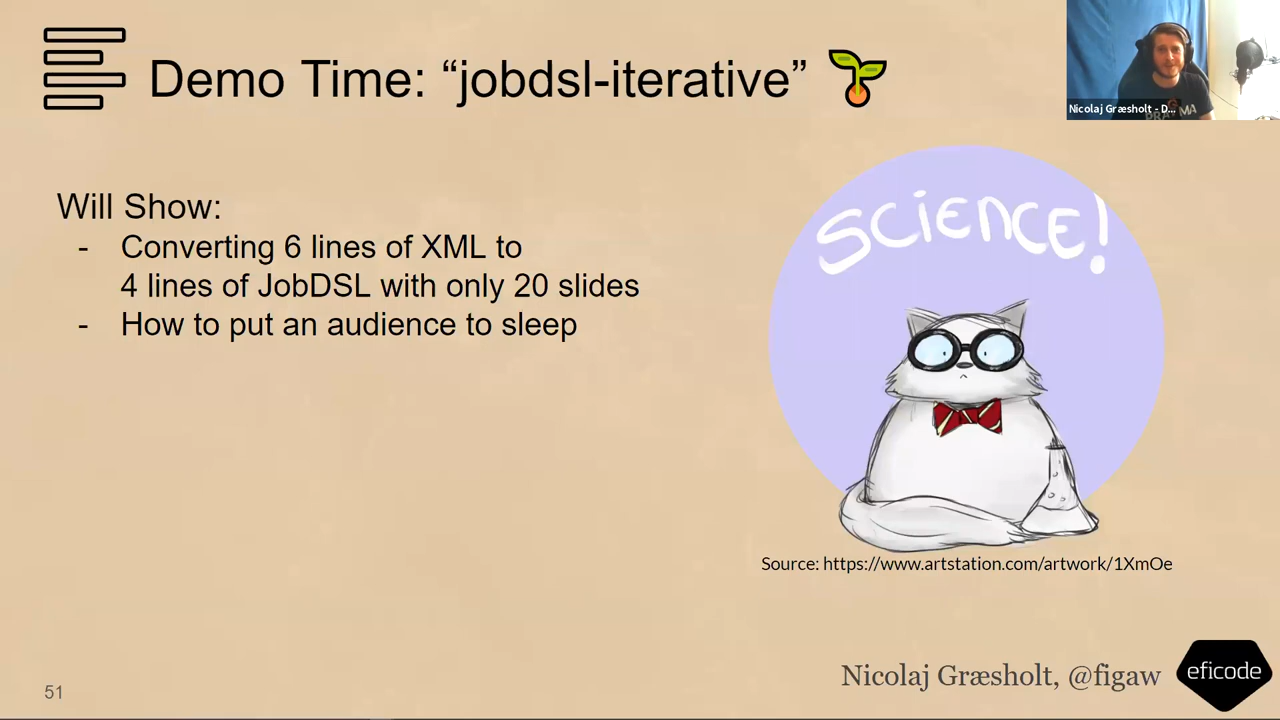 Demo Time: “jobdsl-iterative”
Nicolaj Græsholt - D...
PRAGMA
Will Show:
- Converting 6 lines of XML to
4 lines of JobDSL with only 20 slides
- How to put an audience to sleep
SCIENCE!
Source: https://www.artstation.com/artwork/1XmOe
51
Nicolaj Græsholt, @figaw
eficode